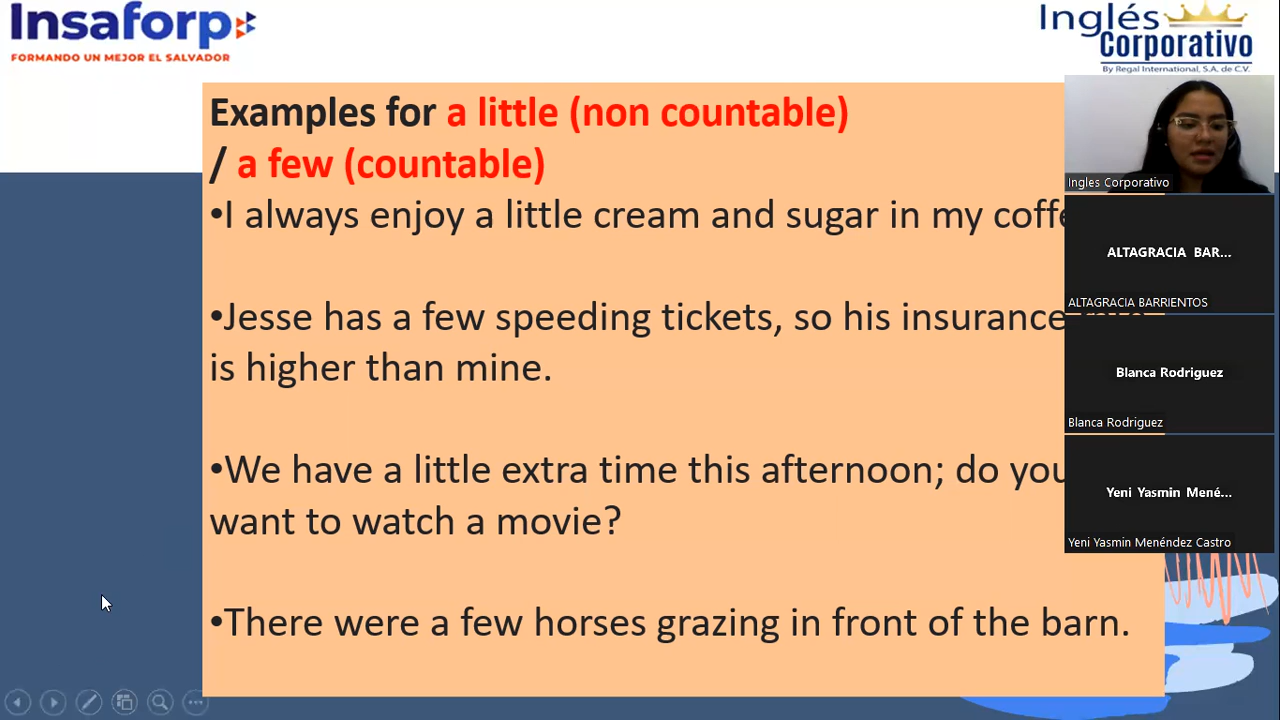 Insaforp
FORMANDO UN MEJOR EL SALVADOR
Inglés
Corporativo
By Regal International, S.A. de C.V.
Examples for a little (non countable)
/ a few (countable)
•I always enjoy a little cream and sugar in my coffe
•Jesse has a few speeding tickets, so his insurance
is higher than mine.
•We have a little extra time this afternoon; do you
want to watch a movie?
•There were a few horses grazing in front of the barn.
Ingles Corporativo
ALTAGRACIA BAR...
ALTAGRACIA BARRIENTOS
Blanca Rodriguez
Blanca Rodriguez
Yeni Yasmin Mené...
Yeni Yasmin Menéndez Castro